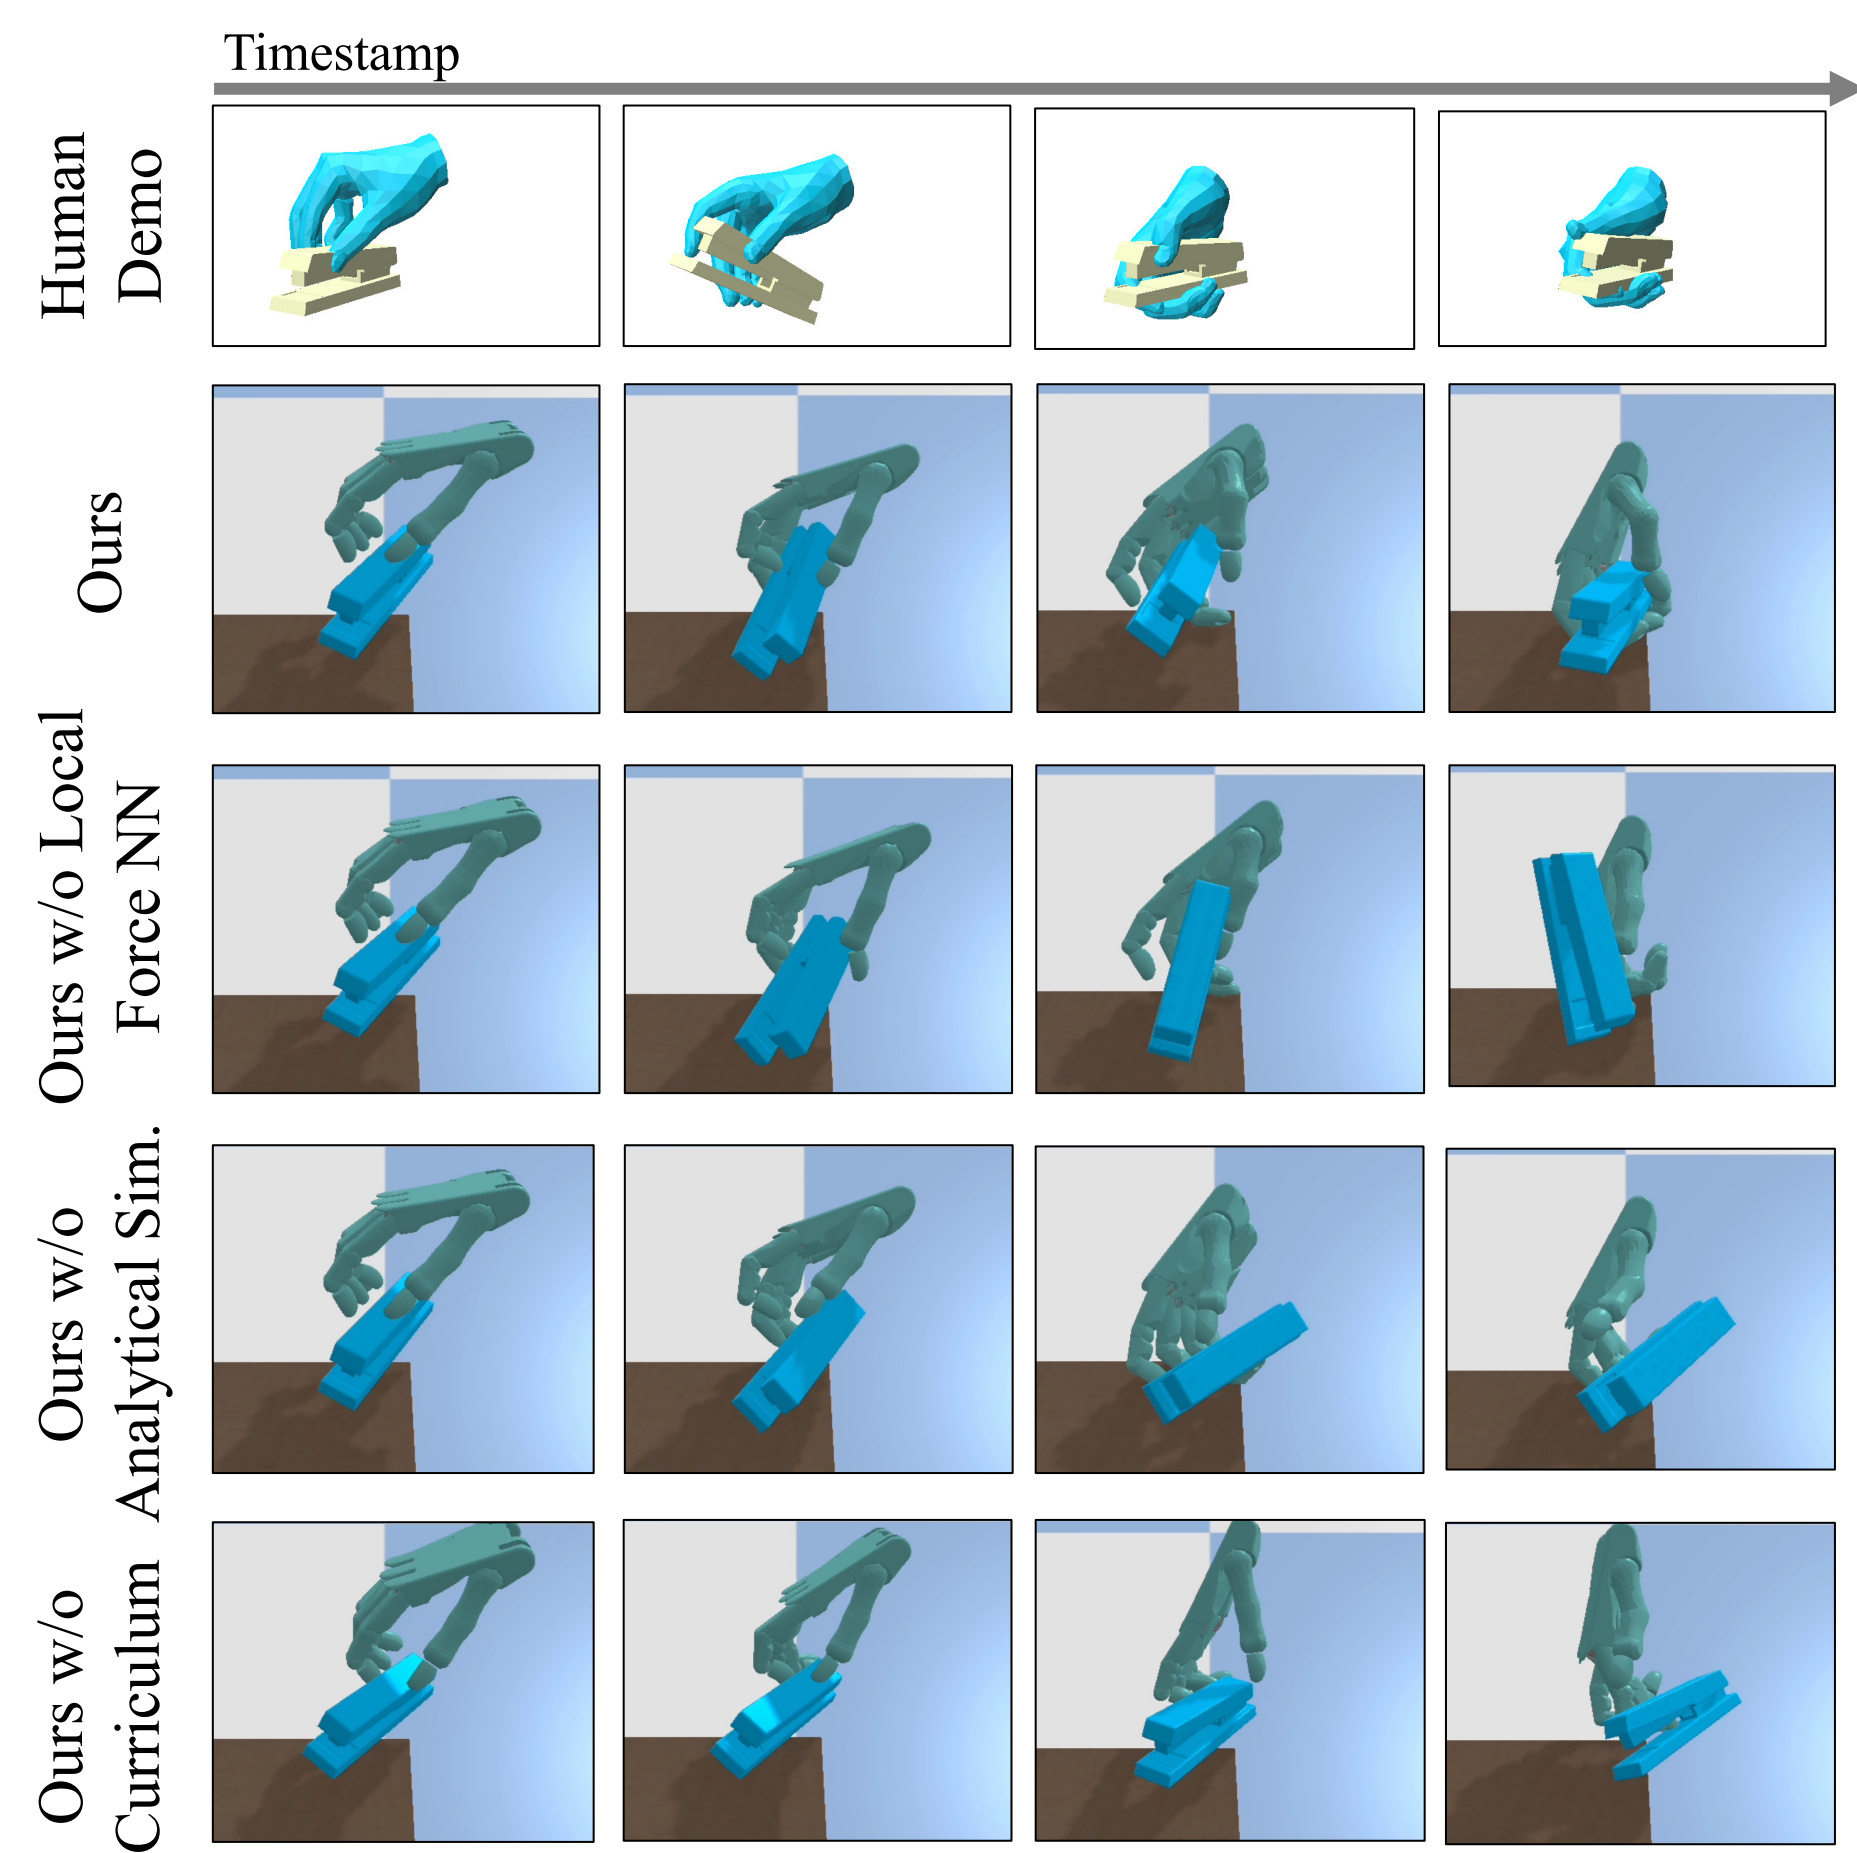 Timestamp
Human
Demo
Ours
Ours w/o Local
Force NN
Ours w/o
Analytical Sim.
Ours w/o
Curriculum